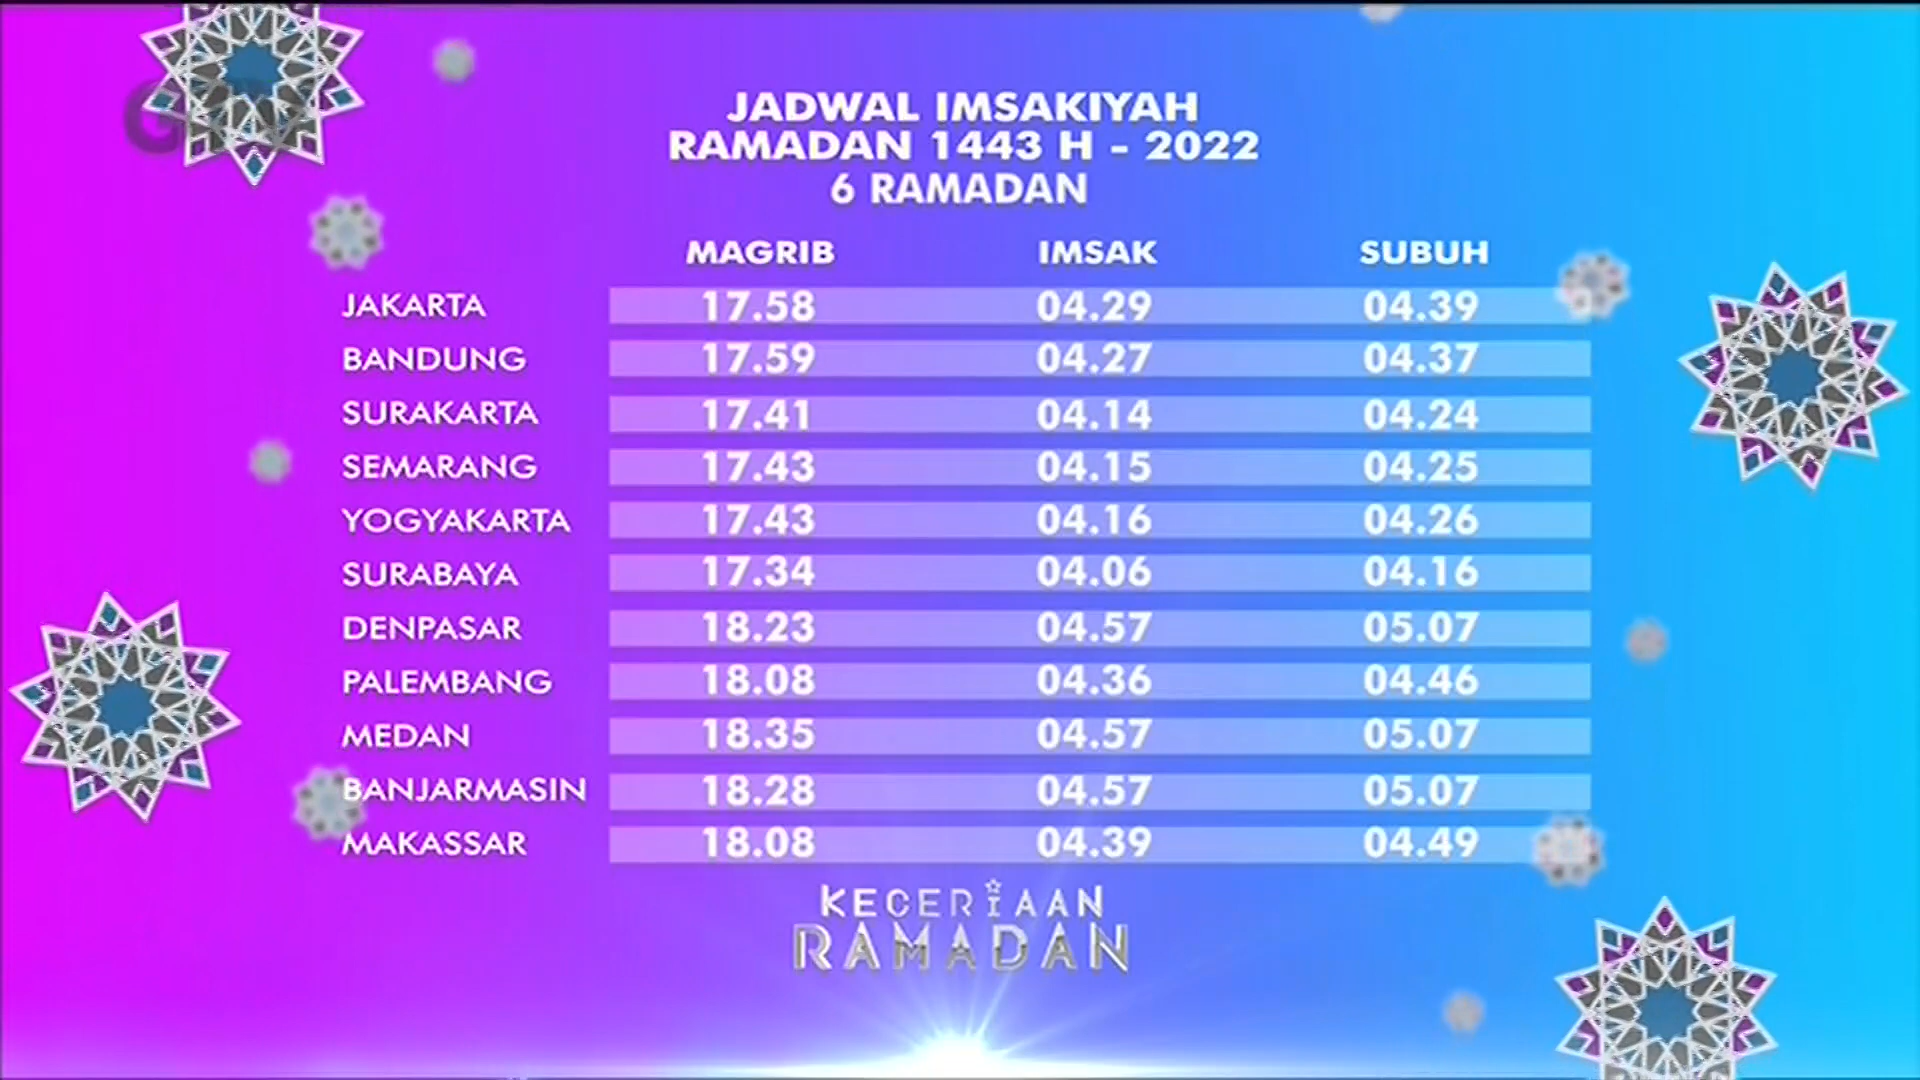 JADWAL IMSAKIYAH
RAMADAN 1443 H - 2022
6 RAMADAN
MAGRIB IMSAK SUBUH
JAKARTA 17.58 04.29 04.39
BANDUNG 17.59 04.27 04.37
SURAKARTA 17.41 04.14 04.24
SEMARANG 17.43 04.15 04.25
YOGYAKARTA 17.43 04.16 04.26
SURABAYA 17.34 04.06 04.16
DENPASAR 18.23 04.57 05.07
PALEMBANG 18.08 04.36 04.46
MEDAN 18.35 04.57 05.07
BANJARMASIN 18.28 04.57 05.07
MAKASSAR 18.08 04.39 04.49
KECERIAAN
RAMADAN